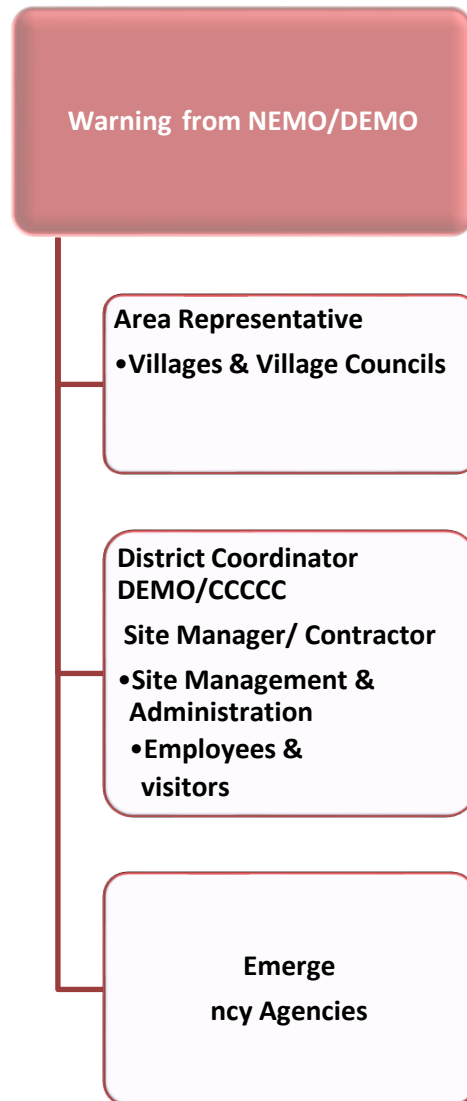 Warning from NEMO/DEMO
Area Representative
•Villages & Village Councils
District Coordinator
DEMO/CCCCC
Site Manager/ Contractor
•Site Management &
Administration
•Employees &
visitors
Emerge
ncy Agencies